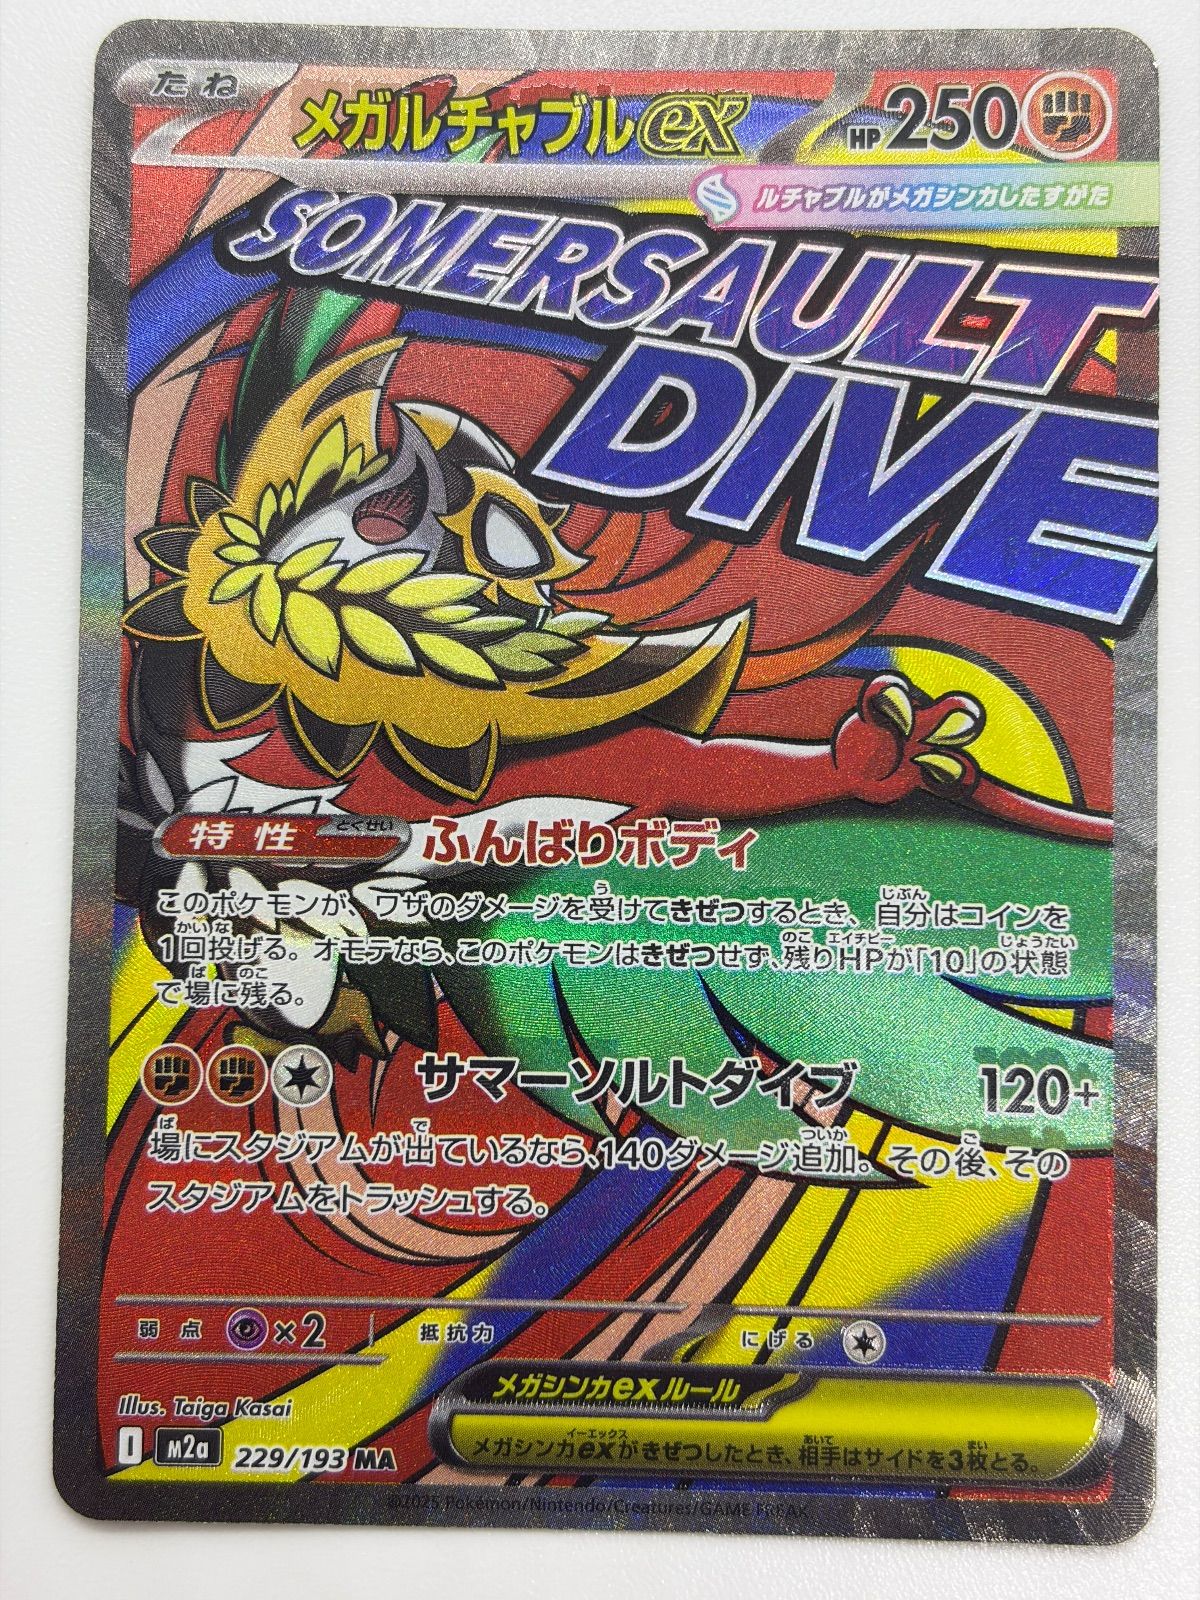 たね
メガルチャブルex HP250
ルチャブルがメガシンカしたすがた
SOMERSAULT
DIVE
特性 とくせい ふんばりボディ
このポケモンが、ワザのダメージを受けてきぜつするとき、自分はコインを
1回投げる。オモテなら、このポケモンはきぜつせず、残りHPが「10」の状態
で場に残る。
サマーソルトダイブ 120+
場にスタジアムが出ているなら、140ダメージ追加。その後、その
スタジアムをトラッシュする。
弱点 ×2 抵抗力 にげる
メガシンカexルール
メガシンカexがきぜつしたとき、相手はサイドを3枚とる。
Illus. Taiga Kasai
I m2a 229/193 MA
©2025 Pokémon/Nintendo/Creatures/GAME FREAK